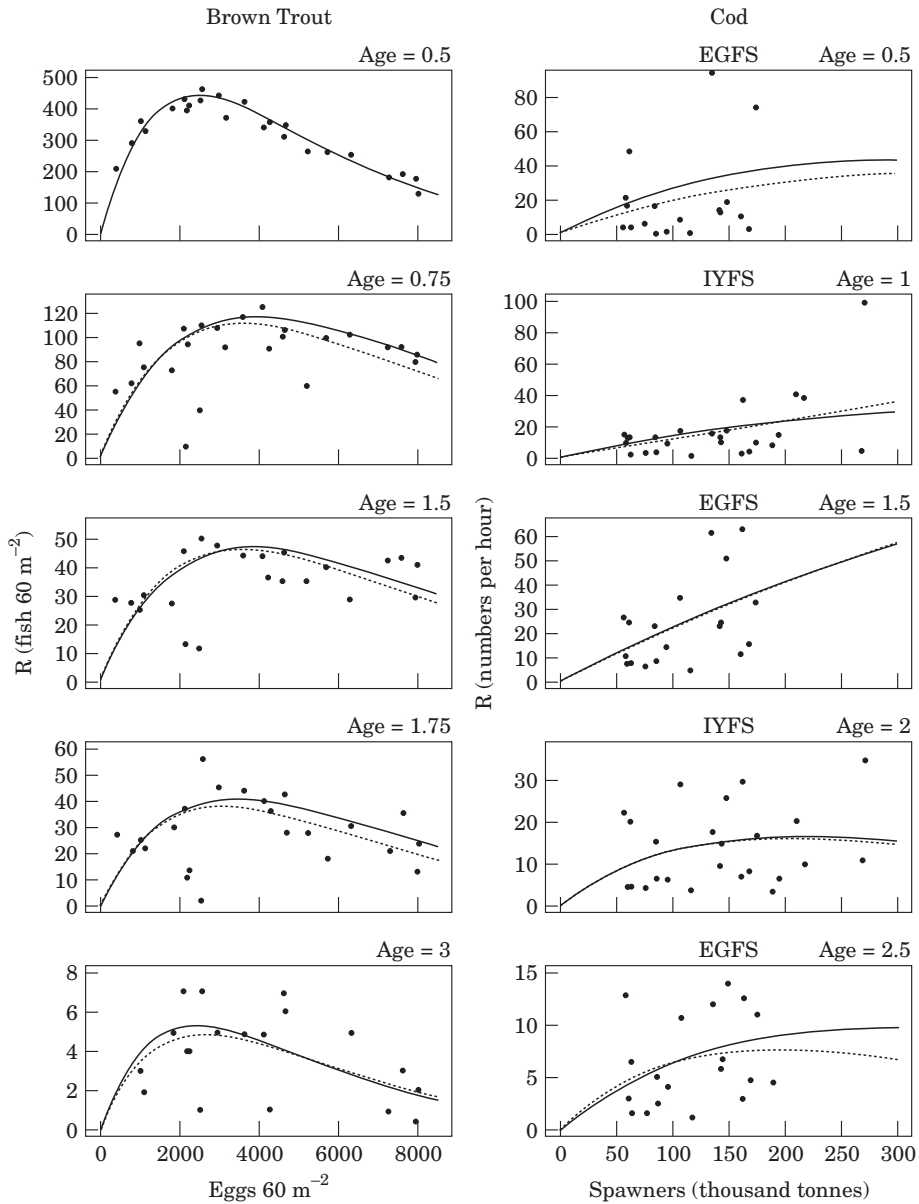 Brown Trout
Cod
Age = 0.5
500
400
300
200
100
0
EGFS
Age = 0.5
80
60
40
20
0
Age = 0.75
120
100
80
60
40
20
0
IYFS
Age = 1
100
80
60
40
20
0
Age = 1.5
50
40
30
20
10
0
EGFS
Age = 1.5
60
50
40
30
20
10
0
Age = 1.75
60
50
40
30
20
10
0
IYFS
Age = 2
30
20
10
0
Age = 3
8
6
4
2
0
EGFS
Age = 2.5
15
10
5
0
R (fish 60 m⁻²)
R (numbers per hour)
0 2000 4000 6000 8000
Eggs 60 m⁻²
0 50 100 150 200 250 300
Spawners (thousand tonnes)